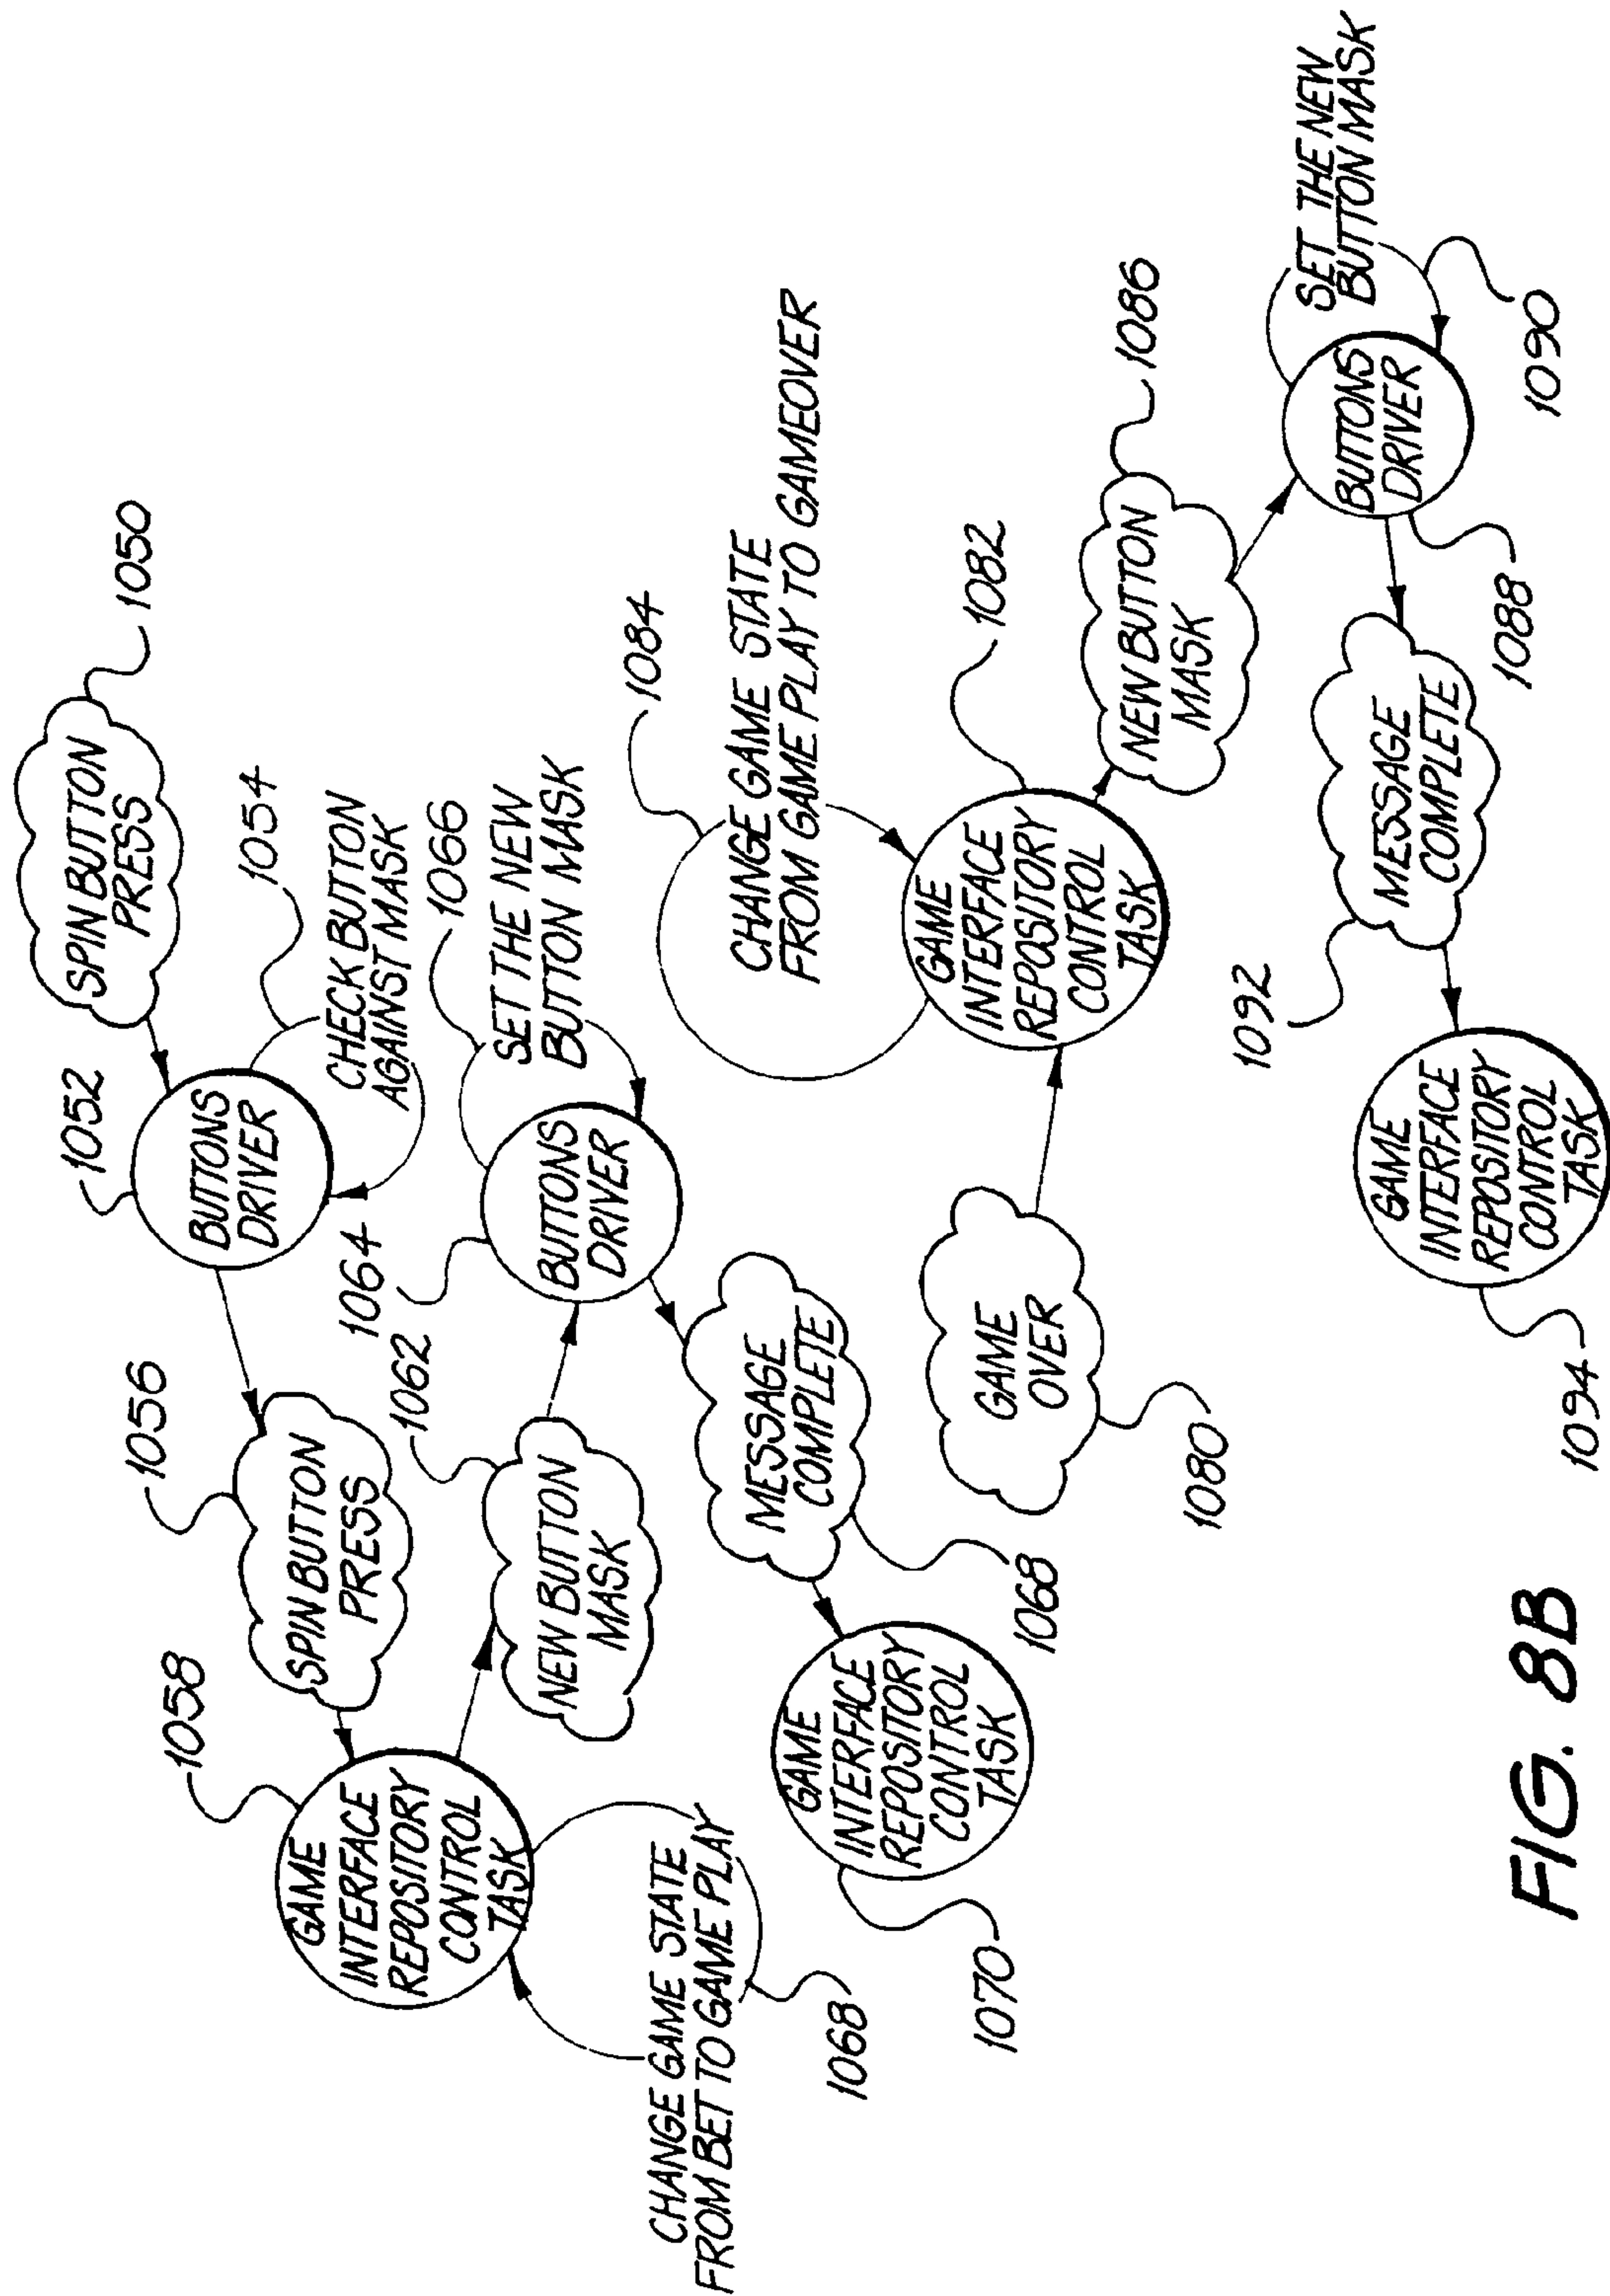 SPIN BUTTON
PRESS
1050
1052
BUTTONS
DRIVER
1054
CHECK BUTTON
AGAINST MASK
1056
SPIN BUTTON
PRESS
1058
GAME
INTERFACE
REPOSITORY
CONTROL
TASK
CHANGE GAME STATE
FROM BET TO GAME PLAY
1068
1062
NEW BUTTON
MASK
1064
BUTTONS
DRIVER
1066
SET THE NEW
BUTTON MASK
MESSAGE
COMPLETE
1068
GAME
INTERFACE
REPOSITORY
CONTROL
TASK
1070
GAME
OVER
1080
GAME
INTERFACE
REPOSITORY
CONTROL
TASK
1082
1084
CHANGE GAME STATE
FROM GAME PLAY TO GAMEOVER
NEW BUTTON
MASK
1086
BUTTONS
DRIVER
1088
SET THE NEW
BUTTON MASK
1090
MESSAGE
COMPLETE
1092
GAME
INTERFACE
REPOSITORY
CONTROL
TASK
1094
FIG. 8B